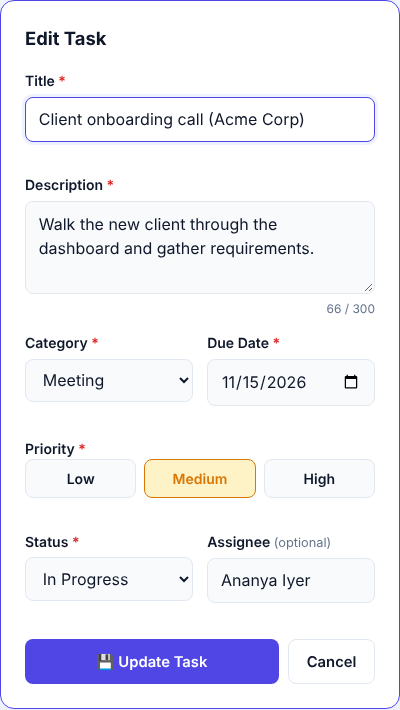 Edit Task
Title *
Client onboarding call (Acme Corp)
Description *
Walk the new client through the
dashboard and gather requirements.
66 / 300
Category * Due Date *
Meeting 11/15/2026
Priority *
Low Medium High
Status * Assignee (optional)
In Progress Ananya Iyer
💾 Update Task Cancel